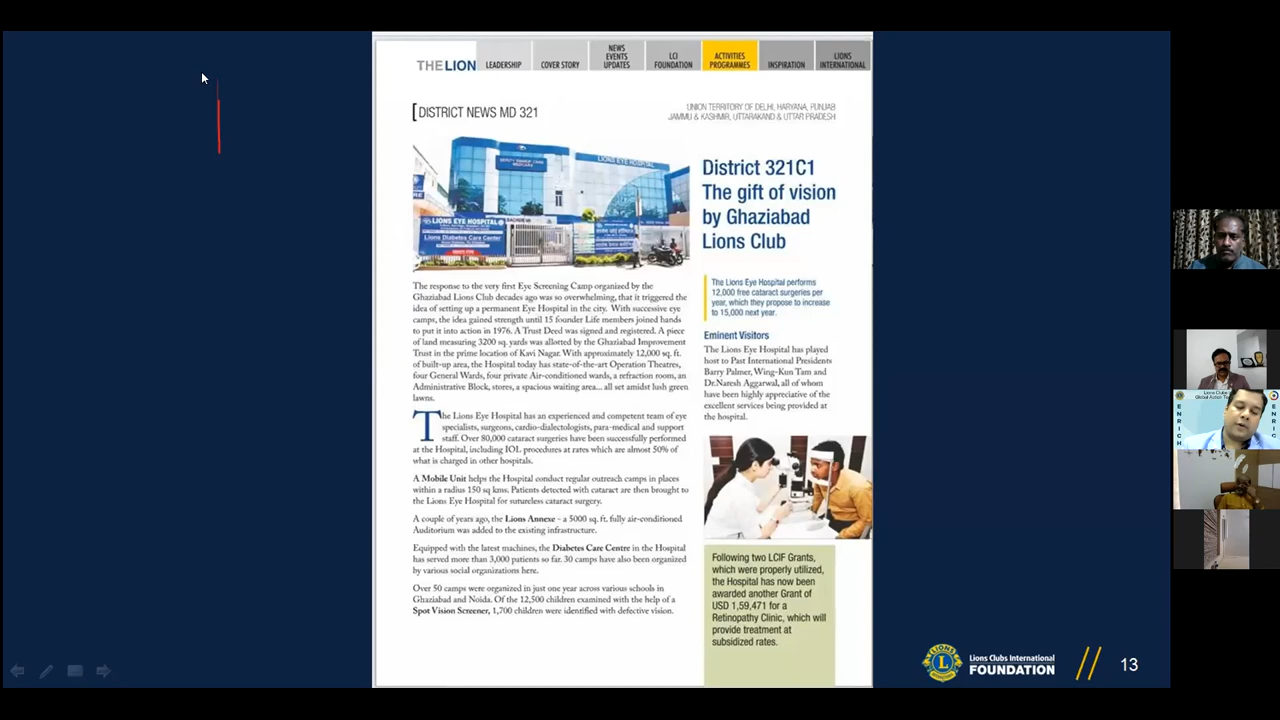 THE LION
LEADERSHIP
COVER STORY
NEWS
EVENTS
UPDATES
LCI
FOUNDATION
ACTIVITIES
PROGRAMMES
INSPIRATION
LIONS
INTERNATIONAL
[DISTRICT NEWS MD 321
UNION TERRITORY OF DELHI, HARYANA, PUNJAB
JAMMU & KASHMIR, UTTARAKAND & UTTAR PRADESH
LIONS EYE HOSPITAL
LIONS EYE HOSPITAL
Lions Diabetes Care Center
District 321C1
The gift of vision
by Ghaziabad
Lions Club
The Lions Eye Hospital performs
12,000 free cataract surgeries per
year, which they propose to increase
to 15,000 next year.
The response to the very first Eye Screening Camp organized by the
Ghaziabad Lions Club decades ago was so overwhelming, that it triggered the
idea of setting up a permanent Eye Hospital in the city. With successive eye
camps, the idea gained strength until 15 founder Life members joined hands
to put it into action in 1976. A Trust Deed was signed and registered. A piece
of land measuring 3200 sq. yards was allotted by the Ghaziabad Improvement
Trust in the prime location of Kavi Nagar. With approximately 12,000 sq. ft.
of built-up area, the Hospital today has state-of-the-art Operation Theatres,
four General Wards, four private Air-conditioned wards, a refraction room, an
Administrative Block, stores, a spacious waiting area... all set amidst lush green
lawns.
The Lions Eye Hospital has an experienced and competent team of eye
specialists, surgeons, cardio-dialectologists, para-medical and support
staff. Over 80,000 cataract surgeries have been successfully performed
at the Hospital, including IOL procedures at rates which are almost 50% of
what is charged in other hospitals.
A Mobile Unit helps the Hospital conduct regular outreach camps in places
within a radius 150 sq kms. Patients detected with cataract are then brought to
the Lions Eye Hospital for sutureless cataract surgery.
A couple of years ago, the Lions Annexe - a 5000 sq. ft. fully air-conditioned
Auditorium was added to the existing infrastructure.
Equipped with the latest machines, the Diabetes Care Centre in the Hospital
has served more than 3,000 patients so far. 30 camps have also been organized
by various social organizations here.
Over 50 camps were organized in just one year across various schools in
Ghaziabad and Noida. Of the 12,500 children examined with the help of a
Spot Vision Screener, 1,700 children were identified with defective vision.
Eminent Visitors
The Lions Eye Hospital has played
host to Past International Presidents
Barry Palmer, Wing-Kun Tam and
Dr.Naresh Aggarwal, all of whom
have been highly appreciative of the
excellent services being provided at
the hospital.
Following two LCIF Grants,
which were properly utilized,
the Hospital has now been
awarded another Grant of
USD 1,59,471 for a
Retinopathy Clinic, which will
provide treatment at
subsidized rates.
Lions Clubs International
FOUNDATION
13
ENRICH